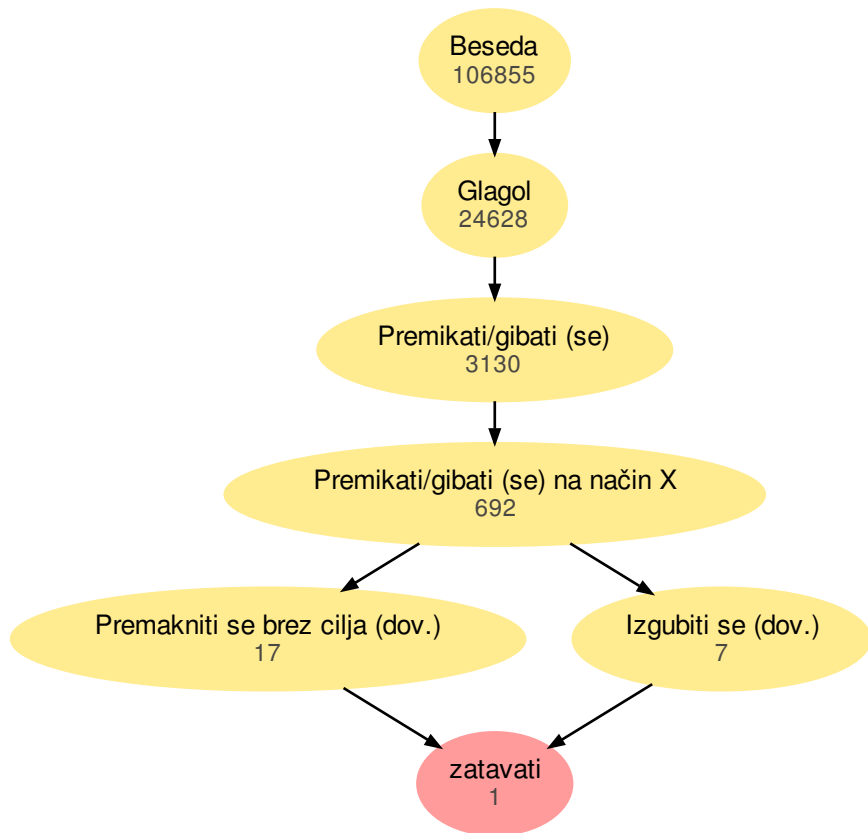 Beseda
106855
Glagol
24628
Premikati/gibati (se)
3130
Premikati/gibati (se) na način X
692
Premakniti se brez cilja (dov.)
17
Izgubiti se (dov.)
7
zatavati
1